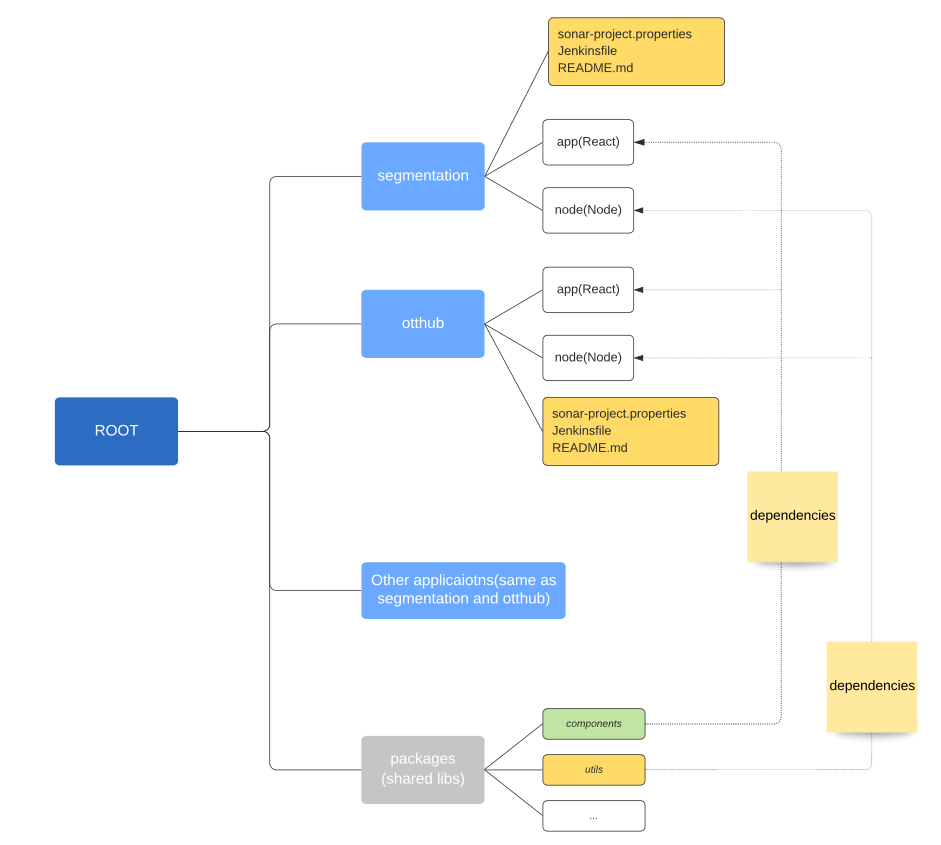 sonar-project.properties
Jenkinsfile
README.md
app(React)
segmentation
node(Node)
app(React)
otthub
node(Node)
sonar-project.properties
Jenkinsfile
README.md
ROOT
dependencies
Other applicaiotns(same as
segmentation and otthub)
dependencies
components
packages
(shared libs)
utils
...